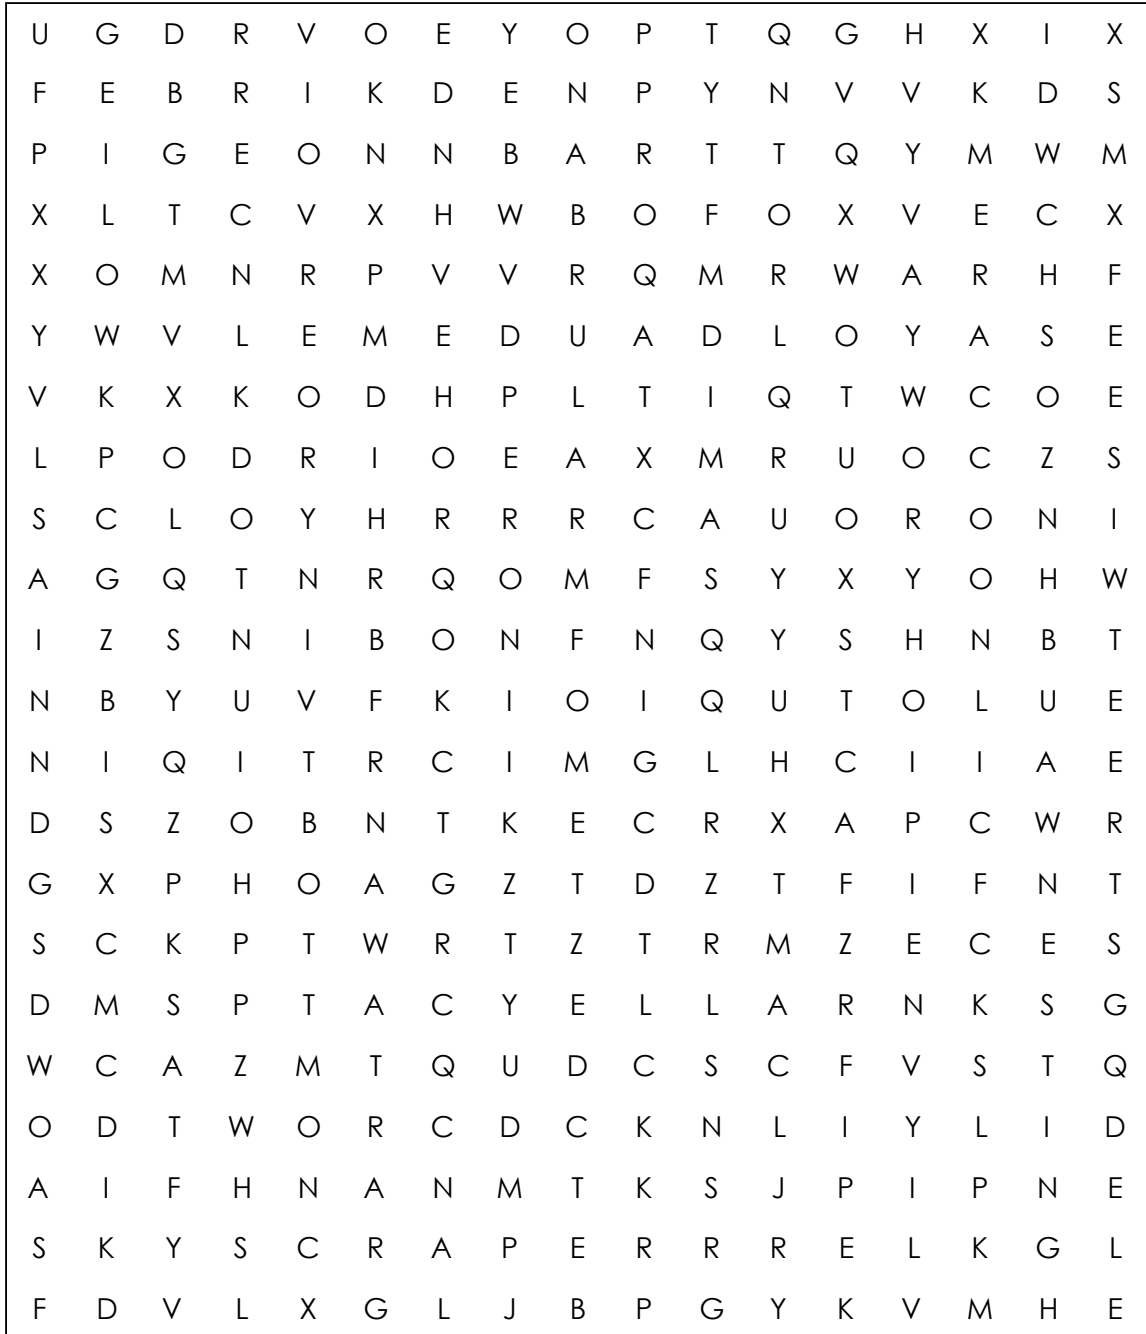 U G D R V O E Y O P T Q G H X I X
F E B R I K D E N P Y N V V K D S
P I G E O N N B A R T T Q Y M W M
X L T C V X H W B O F O X V E C X
X O M N R P V V R Q M R W A R H F
Y W V L E M E D U A D L O Y A S E
V K X K O D H P L T I Q T W C O E
L P O D R I O E A X M R U O C Z S
S C L O Y H R R R C A U O R O N I
A G Q T N R Q O M F S Y X Y O H W
I Z S N I B O N F N Q Y S H N B T
N B Y U V F K I O I Q U T O L U E
N I Q I T R C I M G L H C I I A E
D S Z O B N T K E C R X A P C W R
G X P H O A G Z T D Z T F I F N T
S C K P T W R T Z T R M Z E C E S
D M S P T A C Y E L L A R N K S G
W C A Z M T Q U D C S C F V S T Q
O D T W O R C D C K N L I Y L I D
A I F H N A N M T K S J P I P N E
S K Y S C R A P E R R R E L K G L
F D V L X G L J B P G Y K V M H E